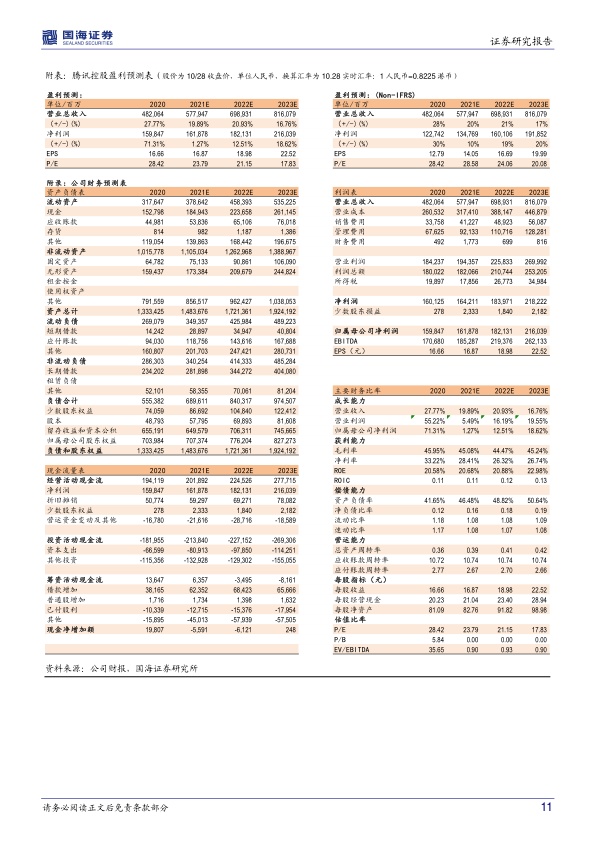 国海证券
SEALAND SECURITIES
证券研究报告
附表：腾讯控股盈利预测表（股价为 10/28 收盘价，单位人民币，换算汇率为 10.28 实时汇率：1 人民币=0.8225 港币）
盈利预测：
单位/百万 2020 2021E 2022E 2023E
营业总收入 482,064 577,947 698,931 816,079
(+/-)(%) 27.77% 19.89% 20.93% 16.76%
净利润 159,847 161,878 182,131 216,039
(+/-)(%) 71.31% 1.27% 12.51% 18.62%
EPS 16.66 16.87 18.98 22.52
P/E 28.42 23.79 21.15 17.83
盈利预测：(Non-IFRS)
单位/百万 2020 2021E 2022E 2023E
营业总收入 482,064 577,947 698,931 816,079
(+/-)(%) 28% 20% 21% 17%
净利润 122,742 134,769 160,106 191,852
(+/-)(%) 30% 10% 19% 20%
EPS 12.79 14.05 16.69 19.99
P/E 28.42 28.58 24.06 20.08
附录：公司财务预测表
资产负债表 2020 2021E 2022E 2023E
流动资产 317,647 378,642 458,393 535,225
现金 152,798 184,943 223,658 261,145
应收账款 44,981 53,836 65,106 76,018
存货 814 982 1,187 1,386
其他 119,054 139,863 168,442 196,675
非流动资产 1,015,778 1,105,034 1,262,968 1,388,967
固定资产 64,782 75,133 90,861 106,090
无形资产 159,437 173,384 209,679 244,824
租金按金
使用权资产
其他 791,559 856,517 962,427 1,038,053
资产总计 1,333,425 1,483,676 1,721,361 1,924,192
流动负债 269,079 349,357 425,984 489,223
短期借款 14,242 28,897 34,947 40,804
应付账款 94,030 118,756 143,616 167,688
其他 160,807 201,703 247,421 280,731
非流动负债 286,303 340,254 414,333 485,284
长期借款 234,202 281,898 344,272 404,080
租赁负债
其他 52,101 58,355 70,061 81,204
负债合计 555,382 689,611 840,317 974,507
少数股东权益 74,059 86,692 104,840 122,412
股本 48,793 57,795 69,893 81,608
留存收益和资本公积 655,191 649,579 706,311 745,665
归属母公司股东权益 703,984 707,374 776,204 827,273
负债和股东权益 1,333,425 1,483,676 1,721,361 1,924,192
利润表 2020 2021E 2022E 2023E
营业总收入 482,064 577,947 698,931 816,079
营业成本 260,532 317,410 388,147 446,879
销售费用 33,758 41,227 48,923 56,087
管理费用 67,625 92,133 110,716 128,281
财务费用 492 1,773 699 816
营业利润 184,237 194,357 225,833 269,992
利润总额 180,022 182,066 210,744 253,205
所得税 19,897 17,856 26,773 34,984
净利润 160,125 164,211 183,971 218,222
少数股东损益 278 2,333 1,840 2,182
归属母公司净利润 159,847 161,878 182,131 216,039
EBITDA 170,680 185,287 219,376 262,133
EPS（元） 16.66 16.87 18.98 22.52
现金流量表 2020 2021E 2022E 2023E
经营活动现金流 194,119 201,892 224,526 277,715
净利润 159,847 161,878 182,131 216,039
折旧摊销 50,774 59,297 69,271 78,082
少数股东权益 278 2,333 1,840 2,182
营运资金变动及其他 -16,780 -21,616 -28,716 -18,589
投资活动现金流 -181,955 -213,840 -227,152 -269,306
资本支出 -66,599 -80,913 -97,850 -114,251
其他投资 -115,356 -132,928 -129,302 -155,055
筹资活动现金流 13,647 6,357 -3,495 -8,161
借款增加 38,165 62,352 68,423 65,666
普通股增加 1,716 1,734 1,398 1,632
已付股利 -10,339 -12,715 -15,376 -17,954
其他 -15,895 -45,013 -57,939 -57,505
现金净增加额 19,807 -5,591 -6,121 248
主要财务比率 2020 2021E 2022E 2023E
成长能力
营业收入 27.77% 19.89% 20.93% 16.76%
营业利润 55.22% 5.49% 16.19% 19.55%
归属母公司净利润 71.31% 1.27% 12.51% 18.62%
获利能力
毛利率 45.95% 45.08% 44.47% 45.24%
净利率 33.22% 28.41% 26.32% 26.74%
ROE 20.58% 20.68% 20.88% 22.98%
ROIC 0.11 0.11 0.12 0.13
偿债能力
资产负债率 41.65% 46.48% 48.82% 50.64%
净负债比率 0.12 0.16 0.18 0.19
流动比率 1.18 1.08 1.08 1.09
速动比率 1.17 1.08 1.07 1.08
营运能力
总资产周转率 0.36 0.39 0.41 0.42
应收账款周转率 10.72 10.74 10.74 10.74
应付账款周转率 2.77 2.67 2.70 2.66
每股指标（元）
每股收益 16.66 16.87 18.98 22.52
每股经营现金 20.23 21.04 23.40 28.94
每股净资产 81.09 82.76 91.82 98.98
估值比率
P/E 28.42 23.79 21.15 17.83
P/B 5.84 0.00 0.00 0.00
EV/EBITDA 35.65 0.90 0.93 0.90
资料来源：公司财报、国海证券研究所
请务必阅读正文后免责条款部分
11